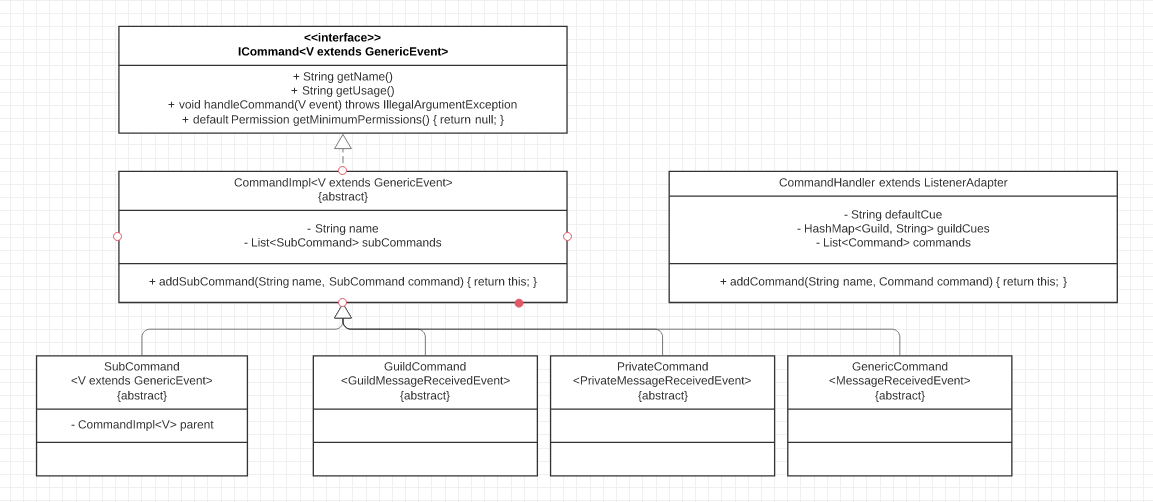 <<interface>>
ICommand<V extends GenericEvent>
+ String getName()
+ String getUsage()
+ void handleCommand(V event) throws IllegalArgumentException
+ default Permission getMinimumPermissions() { return null; }
CommandImpl<V extends GenericEvent>
{abstract}
- String name
- List<SubCommand> subCommands
+ addSubCommand(String name, SubCommand command) { return this; }
CommandHandler extends ListenerAdapter
- String defaultCue
- HashMap<Guild, String> guildCues
- List<Command> commands
+ addCommand(String name, Command command) { return this; }
SubCommand
<V extends GenericEvent>
{abstract}
- CommandImpl<V> parent
GuildCommand
<GuildMessageReceivedEvent>
{abstract}
PrivateCommand
<PrivateMessageReceivedEvent>
{abstract}
GenericCommand
<MessageReceivedEvent>
{abstract}